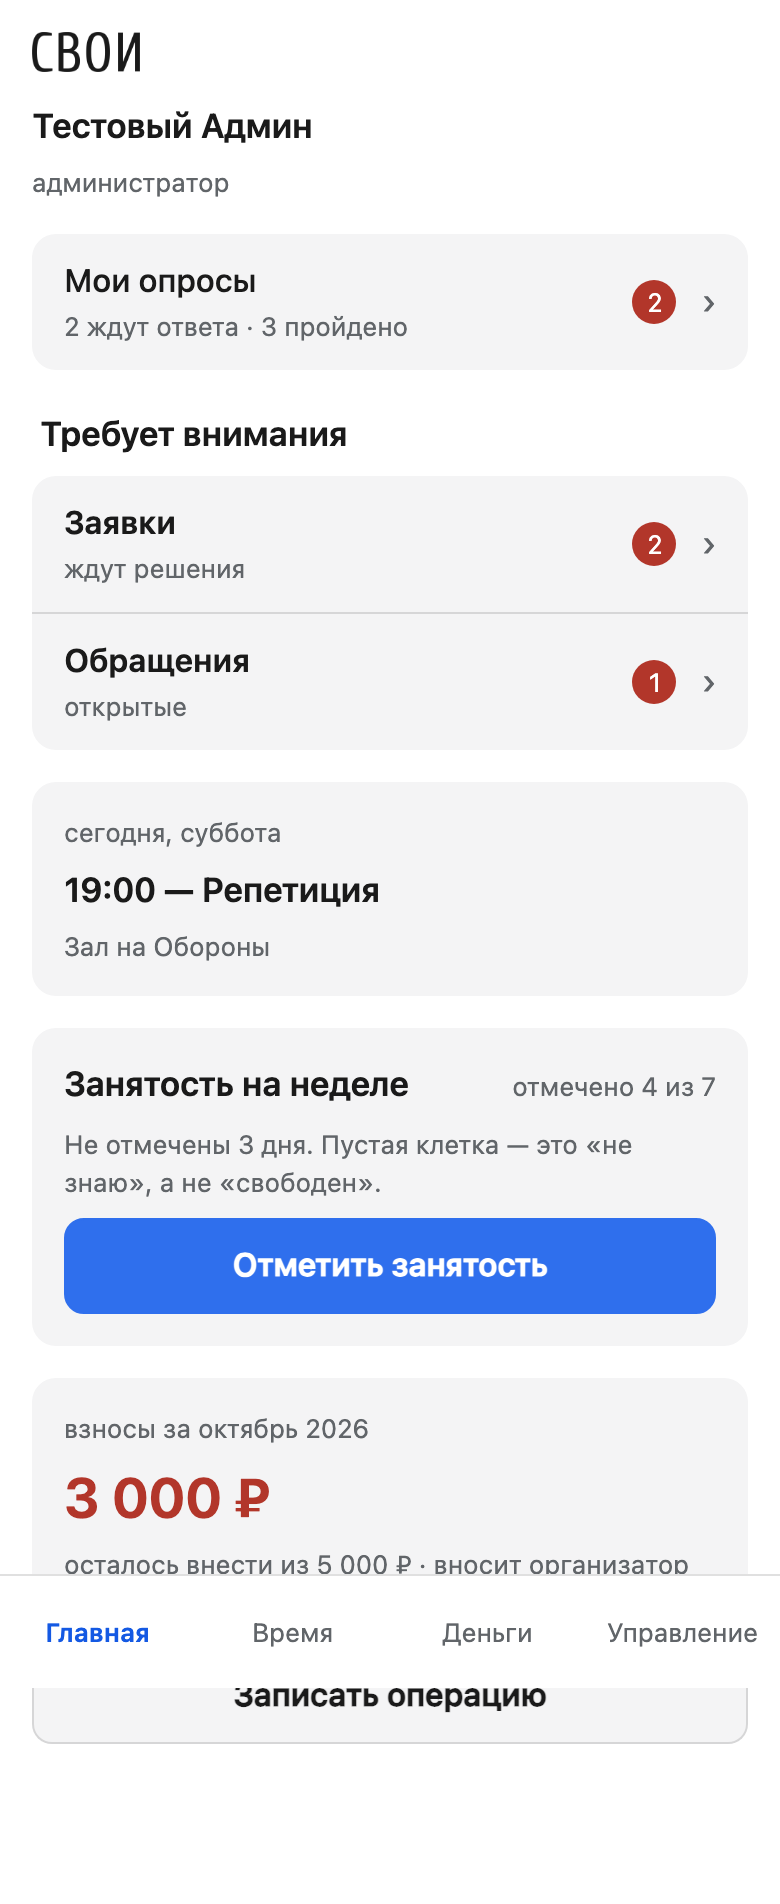 СВОИ
Тестовый Админ
администратор
Мои опросы
2 ждут ответа · 3 пройдено
2
Требует внимания
Заявки
ждут решения
2
Обращения
открытые
1
сегодня, суббота
19:00 — Репетиция
Зал на Обороны
Занятость на неделе
отмечено 4 из 7
Не отмечены 3 дня. Пустая клетка — это «не
знаю», а не «свободен».
Отметить занятость
взносы за октябрь 2026
3 000 ₽
осталось внести из 5 000 ₽ · вносит организатор
Главная
Время
Деньги
Управление
Записать операцию